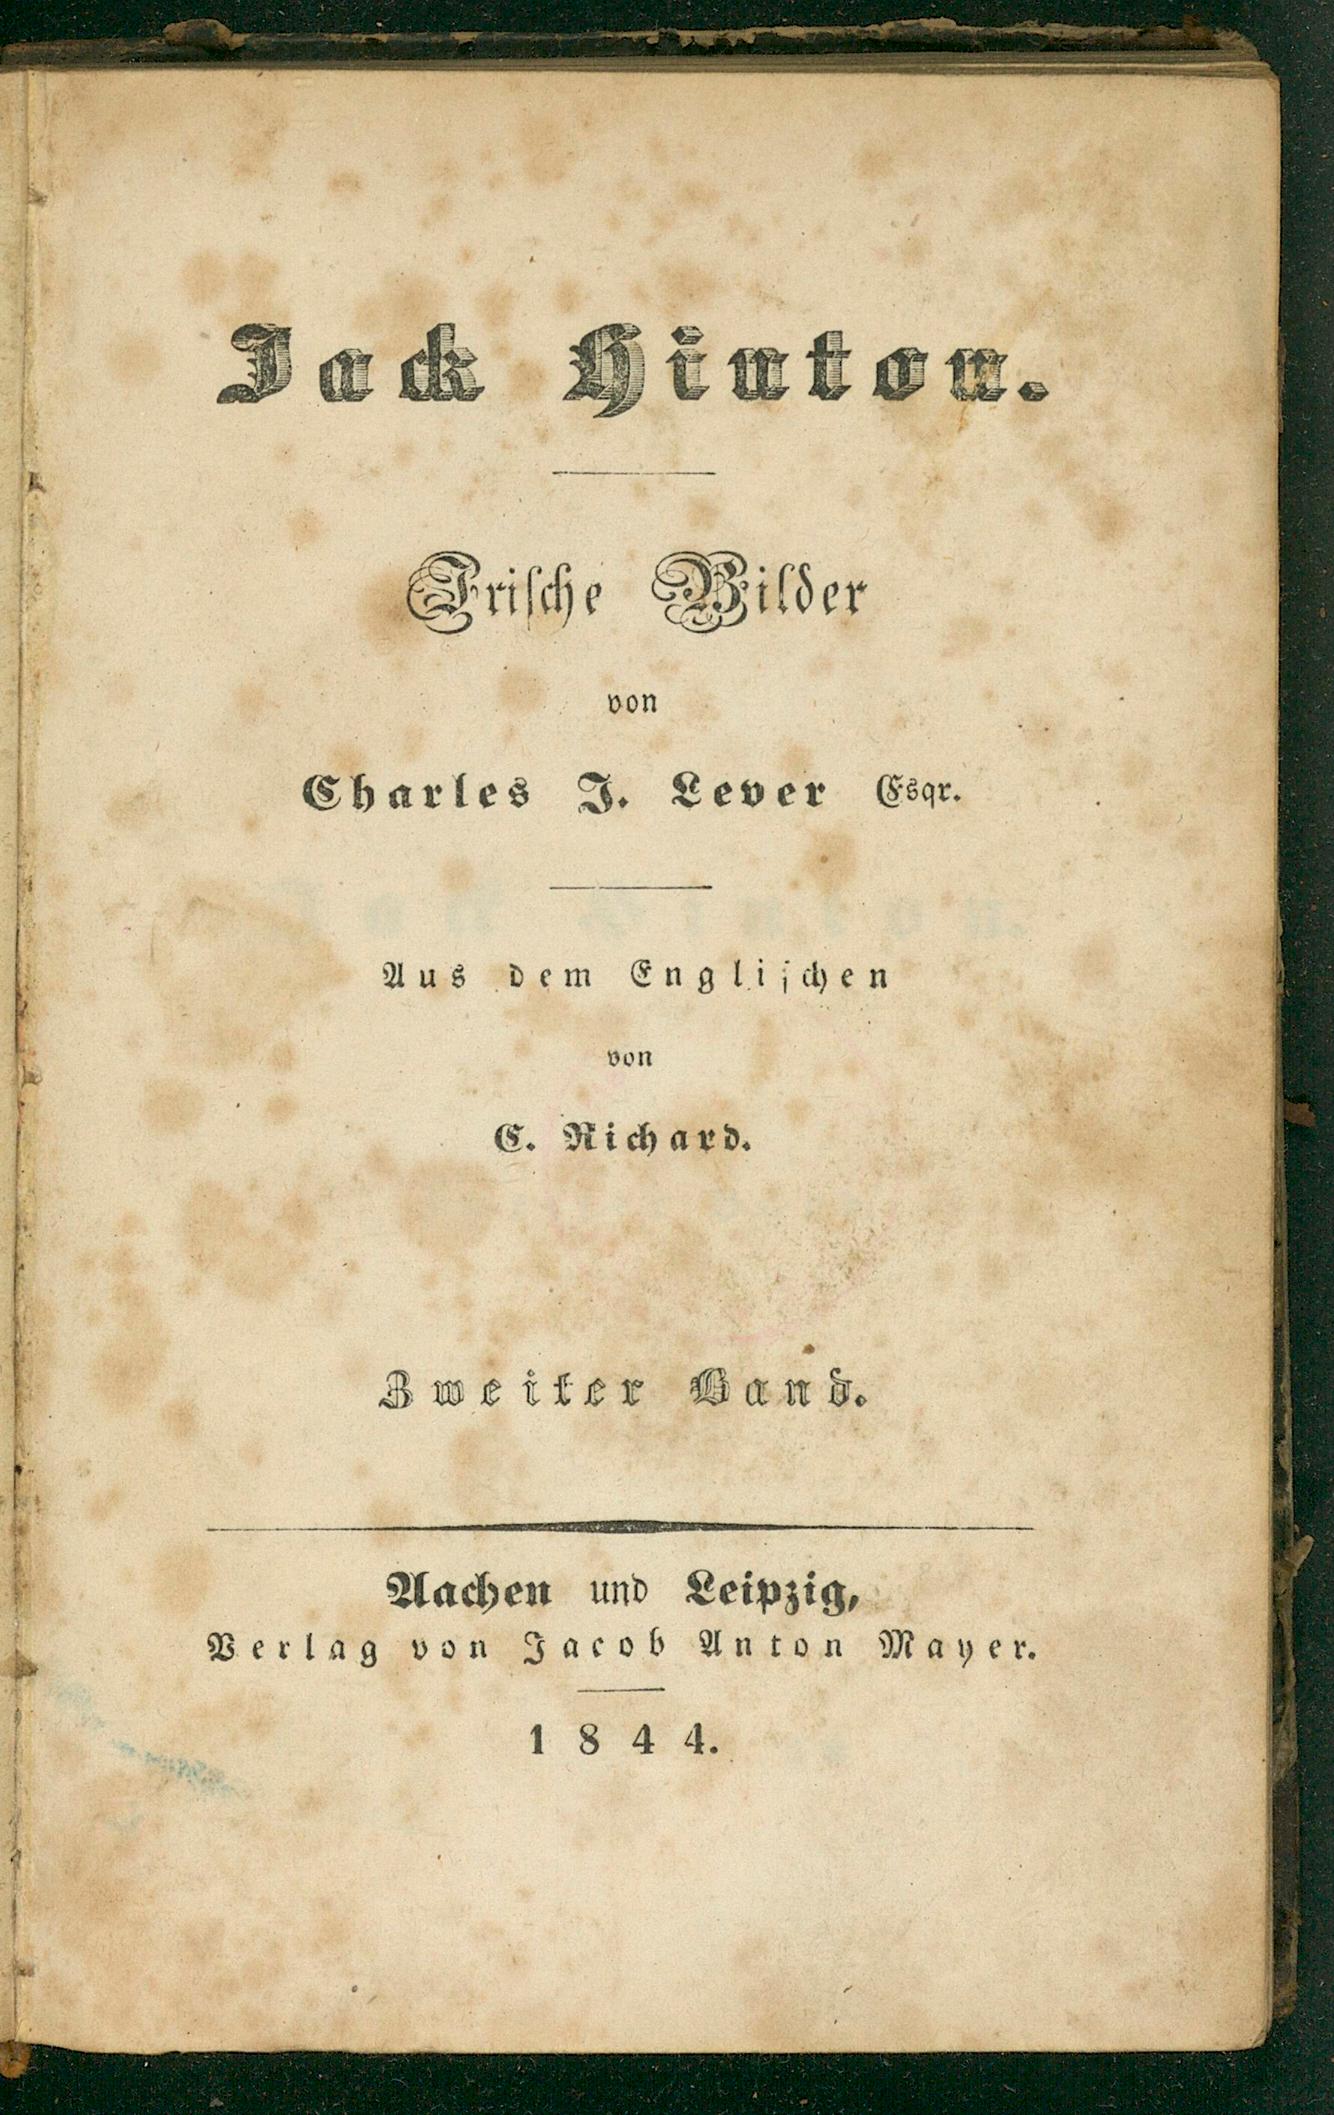 Jack Hinton.
Irische Bilder
von
Charles J. Lever Esqr.
Aus dem Englischen
von
C. Richard.
Zweiter Band.
Aachen und Leipzig,
Verlag von Jacob Anton Mayer.
1844.